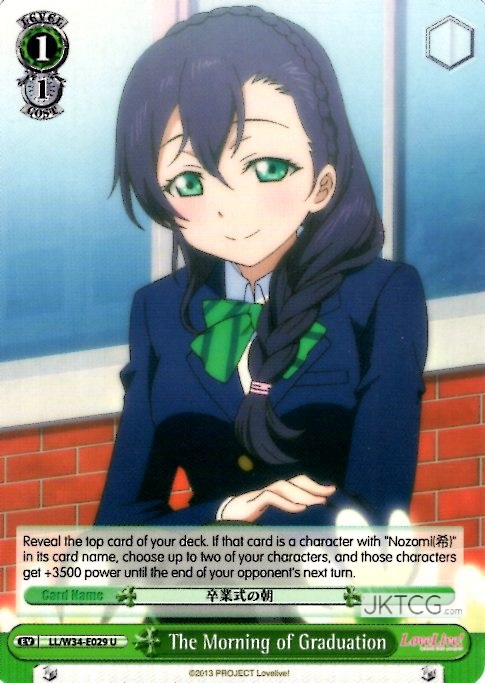 LEVEL
1
1
COST
Reveal the top card of your deck. If that card is a character with "Nozomi(希)"
in its card name, choose up to two of your characters, and those characters
get +3500 power until the end of your opponent's next turn.
Card Name 卒業式の朝
JKTCG.com
EV LL/W34-E029 U The Morning of Graduation LoveLive!
©2013 PROJECT Lovelive!